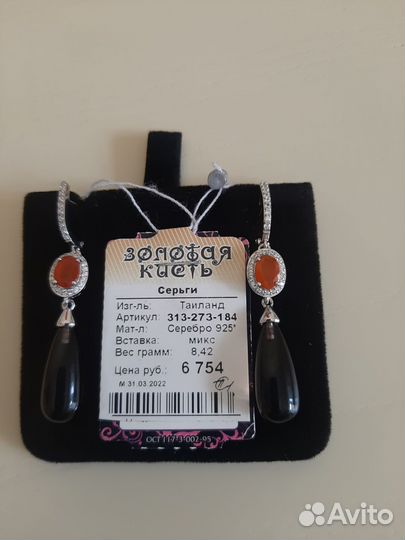 ЗОЛОТАЯ
КИСТЬ
Серьги
Изг-ль: Таиланд
Артикул: 313-273-184
Мат-л: Серебро 925*
Вставка: микс
Вес грамм: 8,42
Цена руб.: 6 754
М 31.03.2022
ОСТ 117-3-002-95
Avito